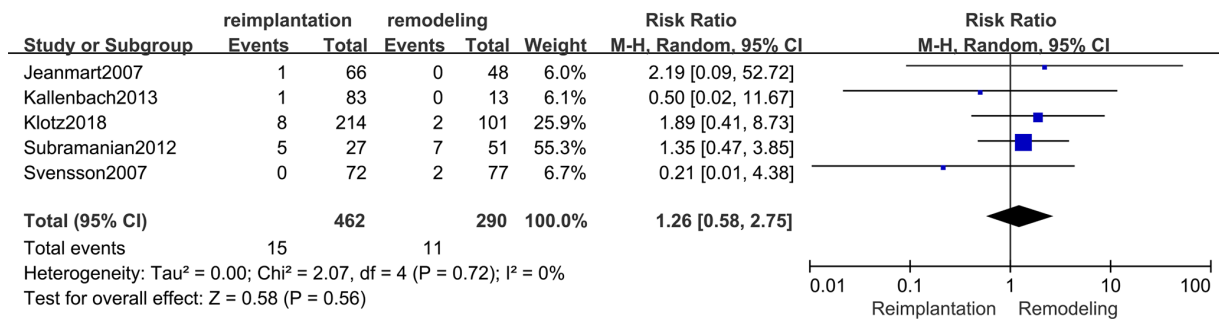 reimplantation remodeling Risk Ratio Risk Ratio
Study or Subgroup Events Total Events Total Weight M-H, Random, 95% CI M-H, Random, 95% CI
Jeanmart2007 1 66 0 48 6.0% 2.19 [0.09, 52.72]
Kallenbach2013 1 83 0 13 6.1% 0.50 [0.02, 11.67]
Klotz2018 8 214 2 101 25.9% 1.89 [0.41, 8.73]
Subramanian2012 5 27 7 51 55.3% 1.35 [0.47, 3.85]
Svensson2007 0 72 2 77 6.7% 0.21 [0.01, 4.38]
Total (95% CI) 462 290 100.0% 1.26 [0.58, 2.75]
Total events 15 11
Heterogeneity: Tau² = 0.00; Chi² = 2.07, df = 4 (P = 0.72); I² = 0%
Test for overall effect: Z = 0.58 (P = 0.56)
0.01 0.1 1 10 100
Reimplantation Remodeling